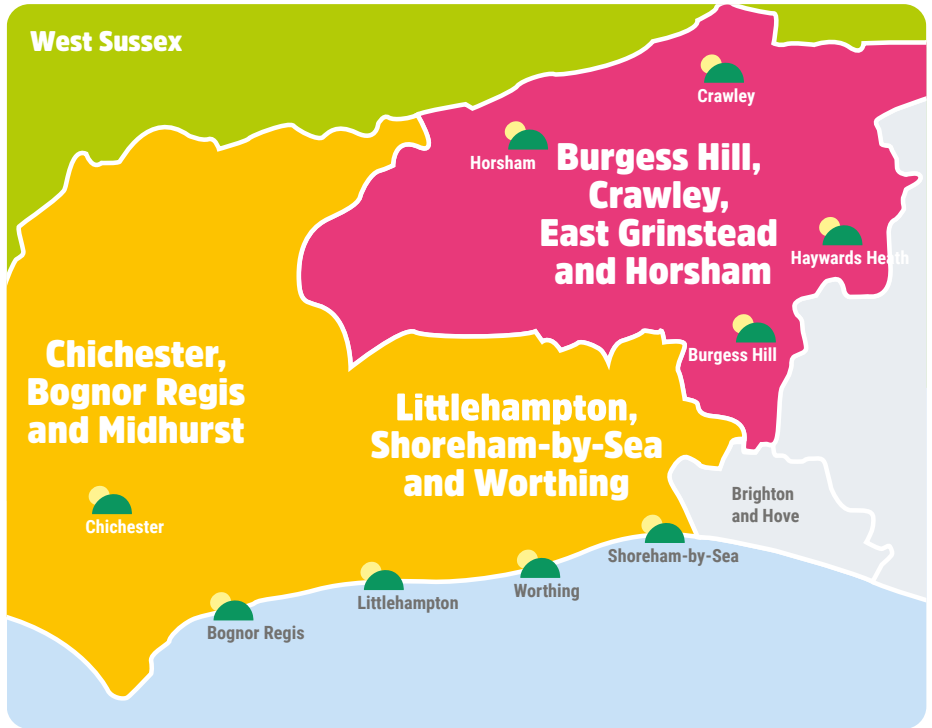 West Sussex
Crawley
Horsham
Burgess Hill,
Crawley,
East Grinstead
and Horsham
Haywards Heath
Burgess Hill
Chichester,
Bognor Regis
and Midhurst
Littlehampton,
Shoreham-by-Sea
and Worthing
Brighton
and Hove
Chichester
Shoreham-by-Sea
Worthing
Littlehampton
Bognor Regis